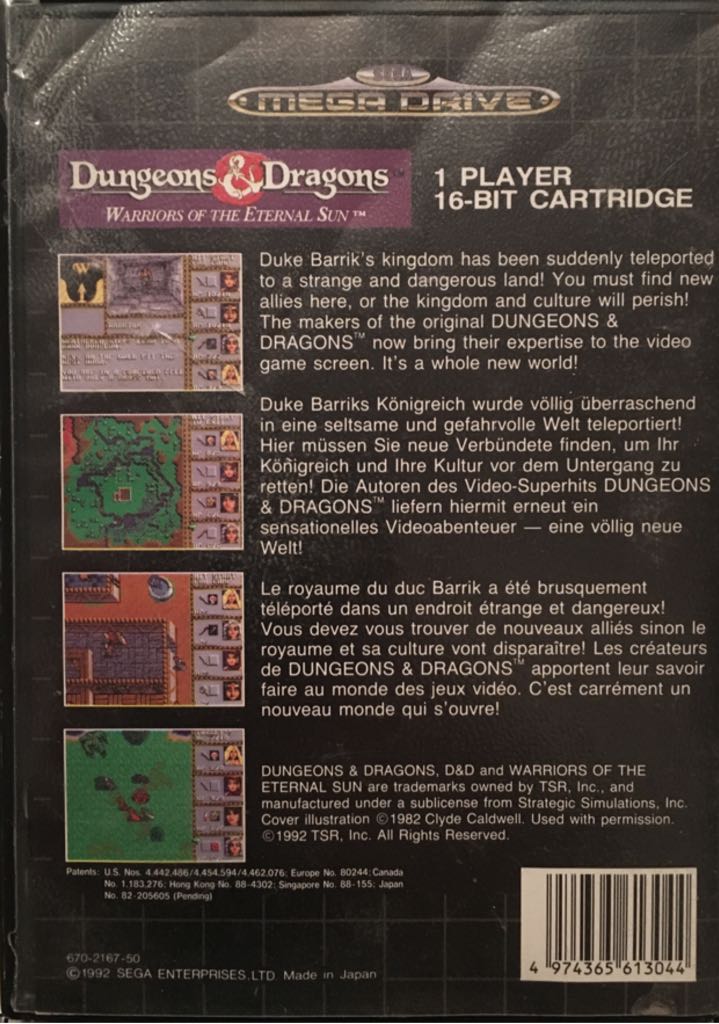 SEGA
MEGA DRIVE
Dungeons & Dragons™
WARRIORS OF THE ETERNAL SUN™
1 PLAYER
16-BIT CARTRIDGE
Duke Barrik's kingdom has been suddenly teleported
to a strange and dangerous land! You must find new
allies here, or the kingdom and culture will perish!
The makers of the original DUNGEONS &
DRAGONS™ now bring their expertise to the video
game screen. It's a whole new world!
Duke Barriks Königreich wurde völlig überraschend
in eine seltsame und gefahrvolle Welt teleportiert!
Hier müssen Sie neue Verbündete finden, um Ihr
Königreich und Ihre Kultur vor dem Untergang zu
retten! Die Autoren des Video-Superhits DUNGEONS
& DRAGONS™ liefern hiermit erneut ein
sensationelles Videoabenteuer — eine völlig neue
Welt!
Le royaume du duc Barrik a été brusquement
téléporté dans un endroit étrange et dangereux!
Vous devez vous trouver de nouveaux alliés sinon le
royaume et sa culture vont disparaître! Les créateurs
de DUNGEONS & DRAGONS™ apportent leur savoir
faire au monde des jeux vidéo. C'est carrément un
nouveau monde qui s'ouvre!
DUNGEONS & DRAGONS, D&D and WARRIORS OF THE
ETERNAL SUN are trademarks owned by TSR, Inc., and
manufactured under a sublicense from Strategic Simulations, Inc.
Cover illustration ©1982 Clyde Caldwell. Used with permission.
©1992 TSR, Inc. All Rights Reserved.
Patents: U.S. Nos. 4,442,486/4,454,594/4,462,076; Europe No. 80244; Canada
No. 1,183,276; Hong Kong No. 88-4302; Singapore No. 88-155; Japan
No. 82-205605 (Pending)
670-2167-50
©1992 SEGA ENTERPRISES,LTD. Made in Japan
4 974365 613044